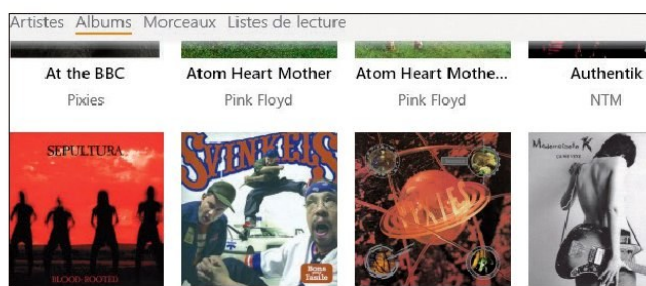 Artistes Albums Morceaux Listes de lecture
At the BBC Atom Heart Mother Atom Heart Mothe... Authentik
Pixies Pink Floyd Pink Floyd NTM
SEPULTURA
BLOOD-ROOTED
SVINKELS
PIXIES
Mademoiselle K